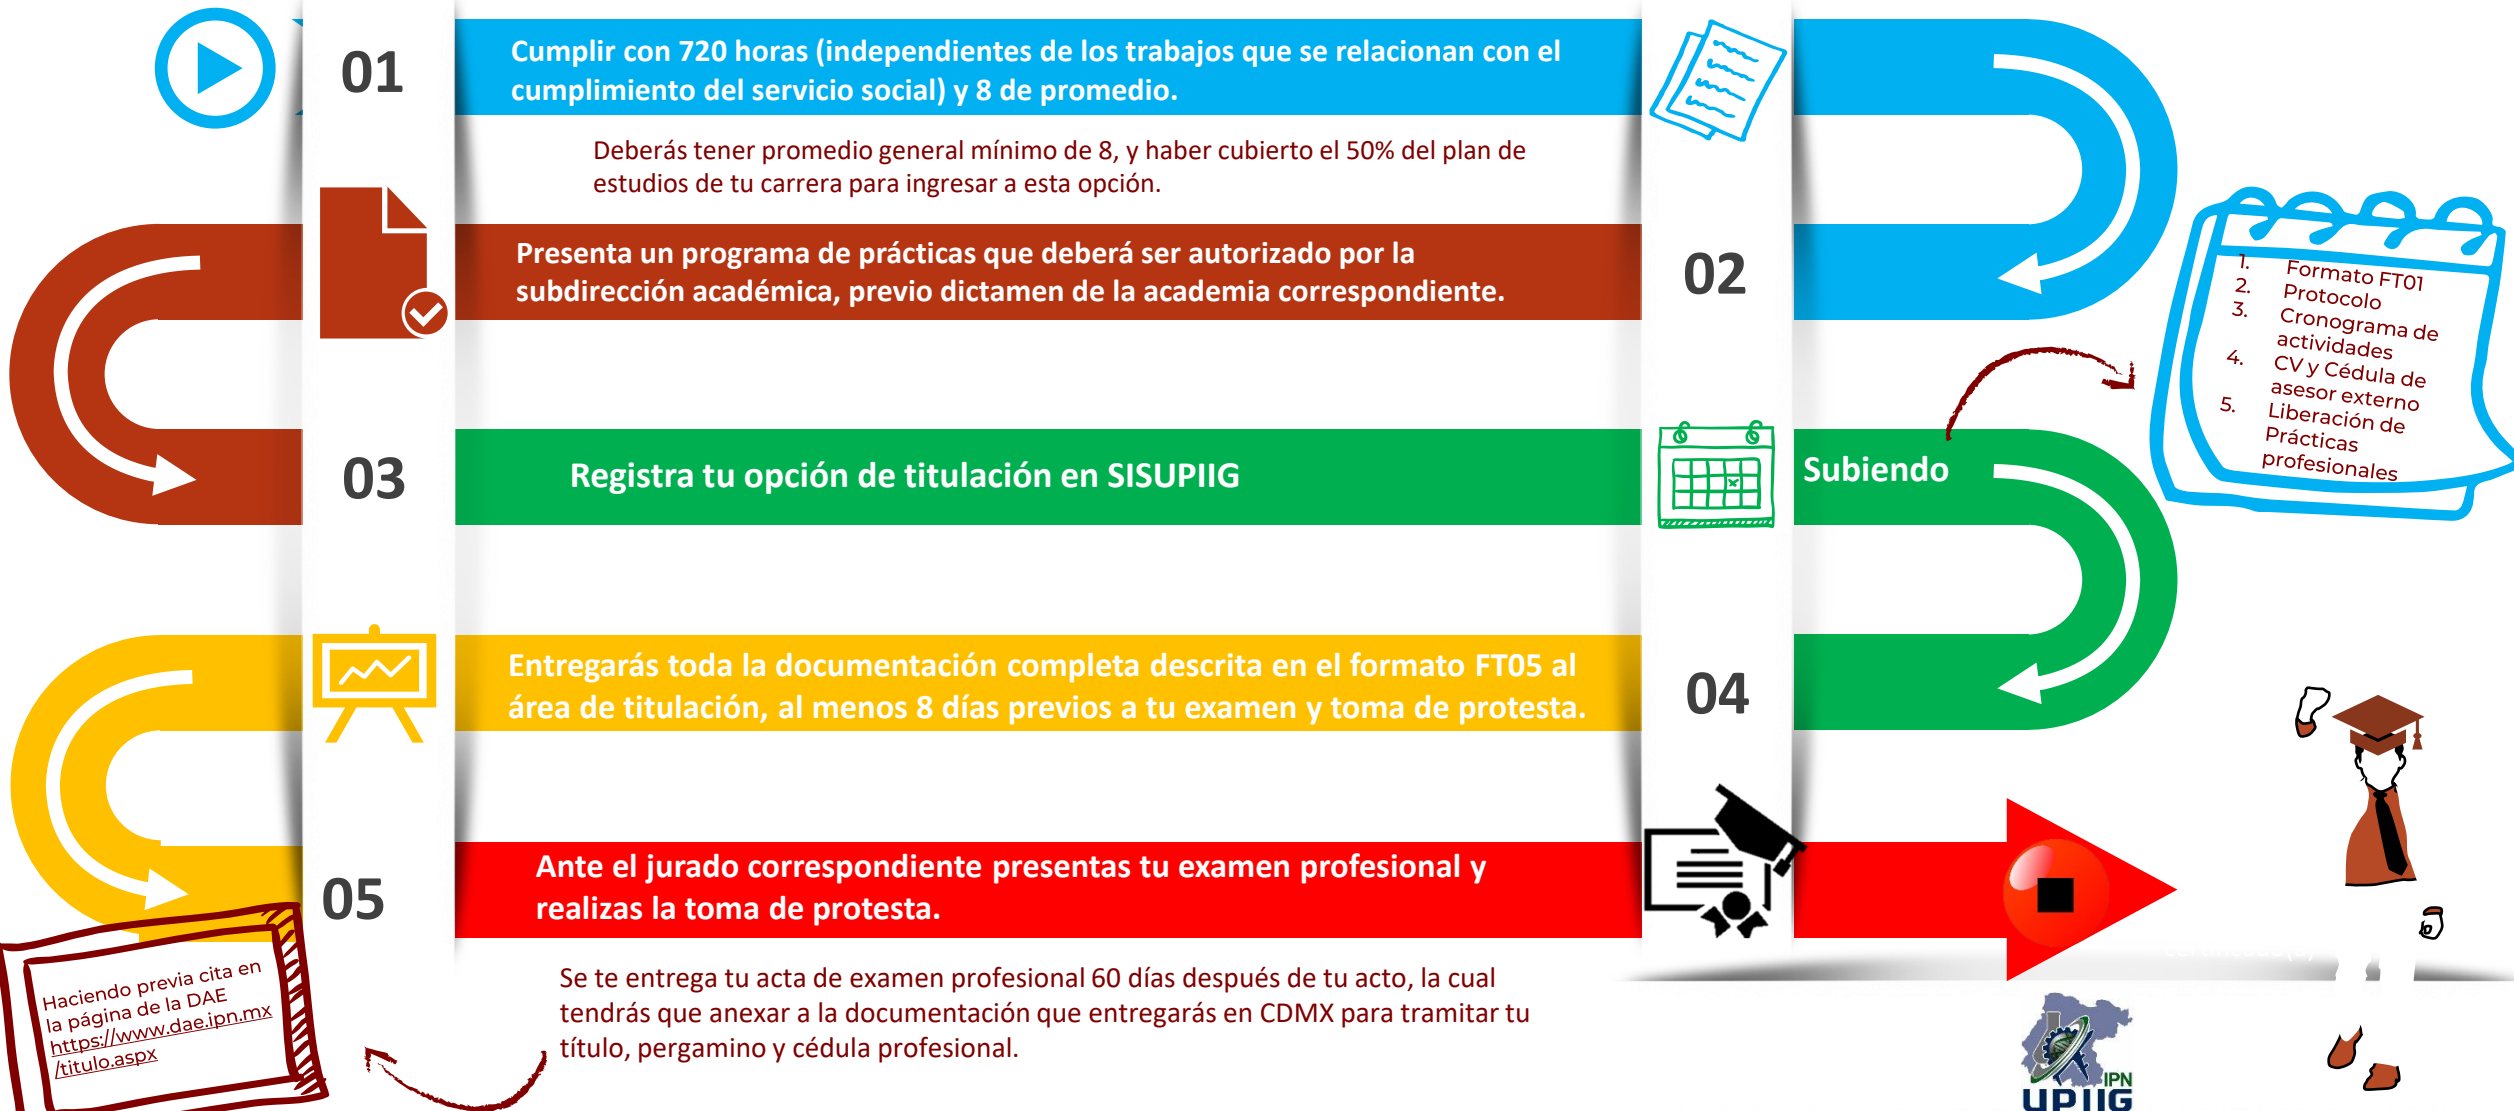 01
Cumplir con 720 horas (independientes de los trabajos que se relacionan con el
cumplimiento del servicio social) y 8 de promedio.
Deberás tener promedio general mínimo de 8, y haber cubierto el 50% del plan de
estudios de tu carrera para ingresar a esta opción.
Presenta un programa de prácticas que deberá ser autorizado por la
subdirección académica, previo dictamen de la academia correspondiente.
02
03
Registra tu opción de titulación en SISUPIIG
Subiendo
1. Formato FT01
2. Protocolo
3. Cronograma de
actividades
4. CV y Cédula de
asesor externo
5. Liberación de
Prácticas
profesionales
Entregarás toda la documentación completa descrita en el formato FT05 al
área de titulación, al menos 8 días previos a tu examen y toma de protesta.
04
05
Ante el jurado correspondiente presentas tu examen profesional y
realizas la toma de protesta.
Se te entrega tu acta de examen profesional 60 días después de tu acto, la cual
tendrás que anexar a la documentación que entregarás en CDMX para tramitar tu
título, pergamino y cédula profesional.
Haciendo previa cita en
la página de la DAE
https://www.dae.ipn.mx
/titulo.aspx
IPN
UPIIG